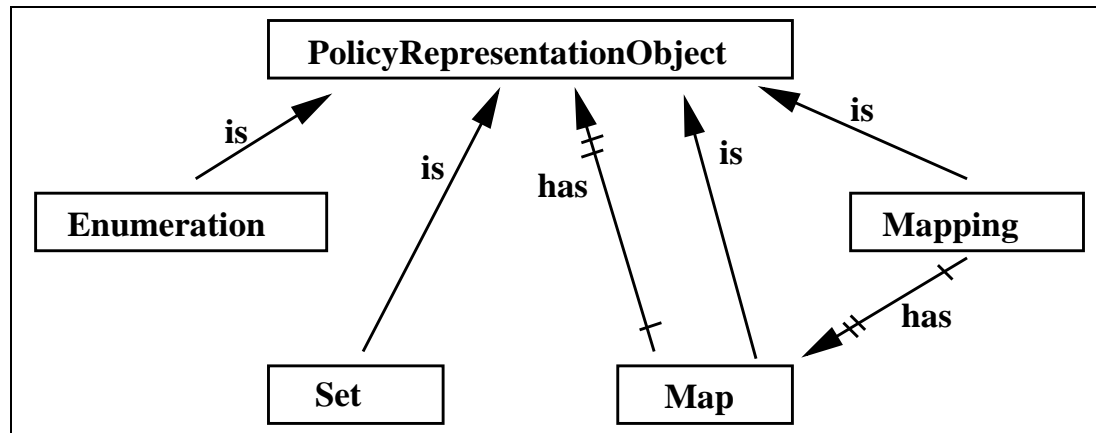 PolicyRepresentationObject
is
is
has
is
is
Enumeration
Mapping
has
Set
Map